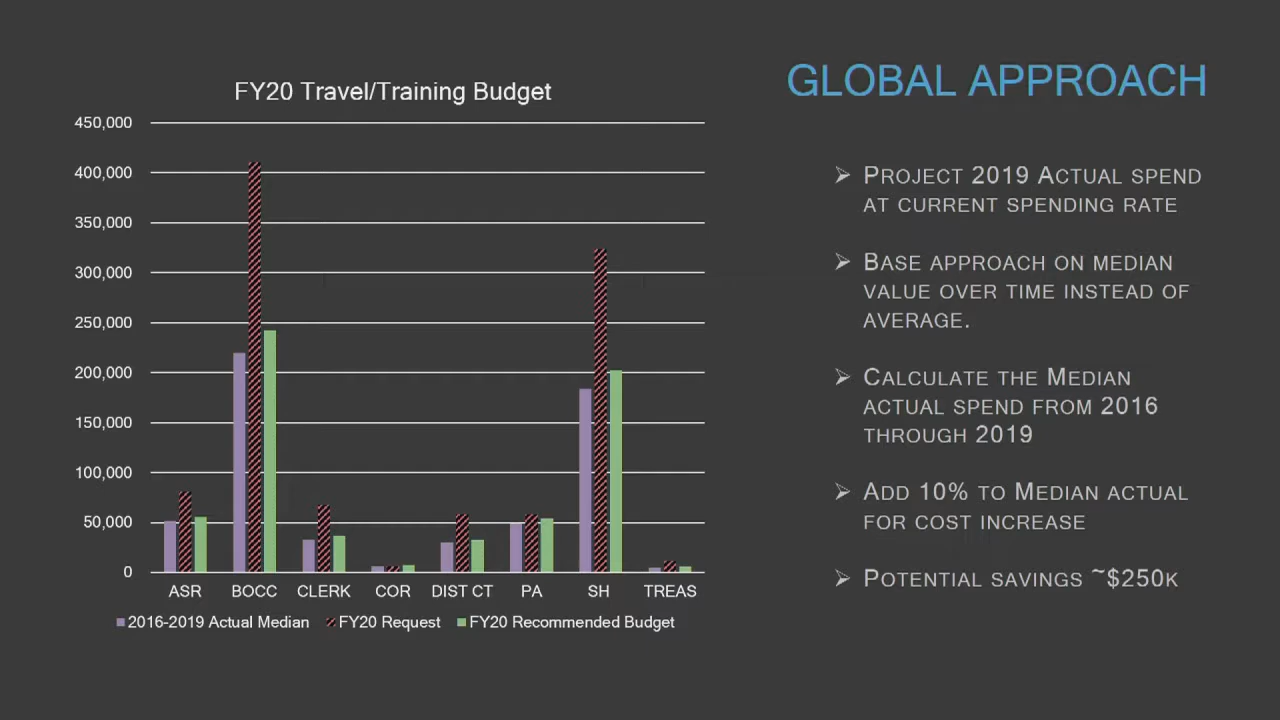 GLOBAL APPROACH
FY20 Travel/Training Budget
450,000
400,000
350,000
300,000
250,000
200,000
150,000
100,000
50,000
0
ASR BOCC CLERK COR DIST CT PA SH TREAS
2016-2019 Actual Median FY20 Request FY20 Recommended Budget
PROJECT 2019 ACTUAL SPEND
AT CURRENT SPENDING RATE
BASE APPROACH ON MEDIAN
VALUE OVER TIME INSTEAD OF
AVERAGE.
CALCULATE THE MEDIAN
ACTUAL SPEND FROM 2016
THROUGH 2019
ADD 10% TO MEDIAN ACTUAL
FOR COST INCREASE
POTENTIAL SAVINGS ~$250K